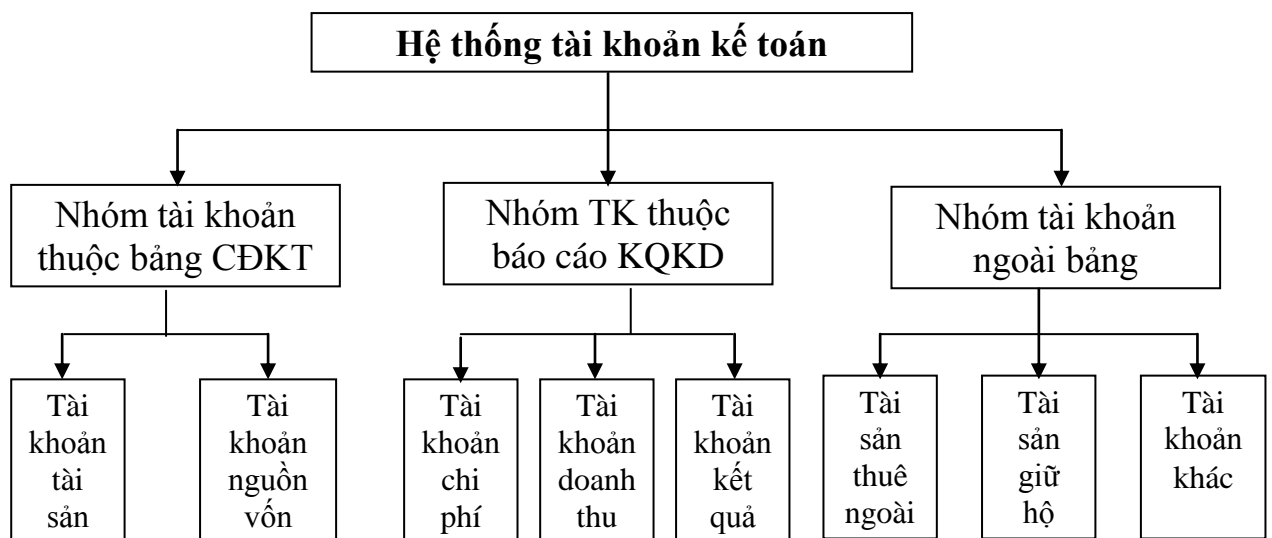 Hệ thống tài khoản kế toán
Nhóm tài khoản
thuộc bảng CĐKT
Nhóm TK thuộc
báo cáo KQKD
Nhóm tài khoản
ngoài bảng
Tài
khoản
tài
sản
Tài
khoản
nguồn
vốn
Tài
khoản
chi
phí
Tài
khoản
doanh
thu
Tài
khoản
kết
quả
Tài
sản
thuê
ngoài
Tài
sản
giữ
hộ
Tài
khoản
khác